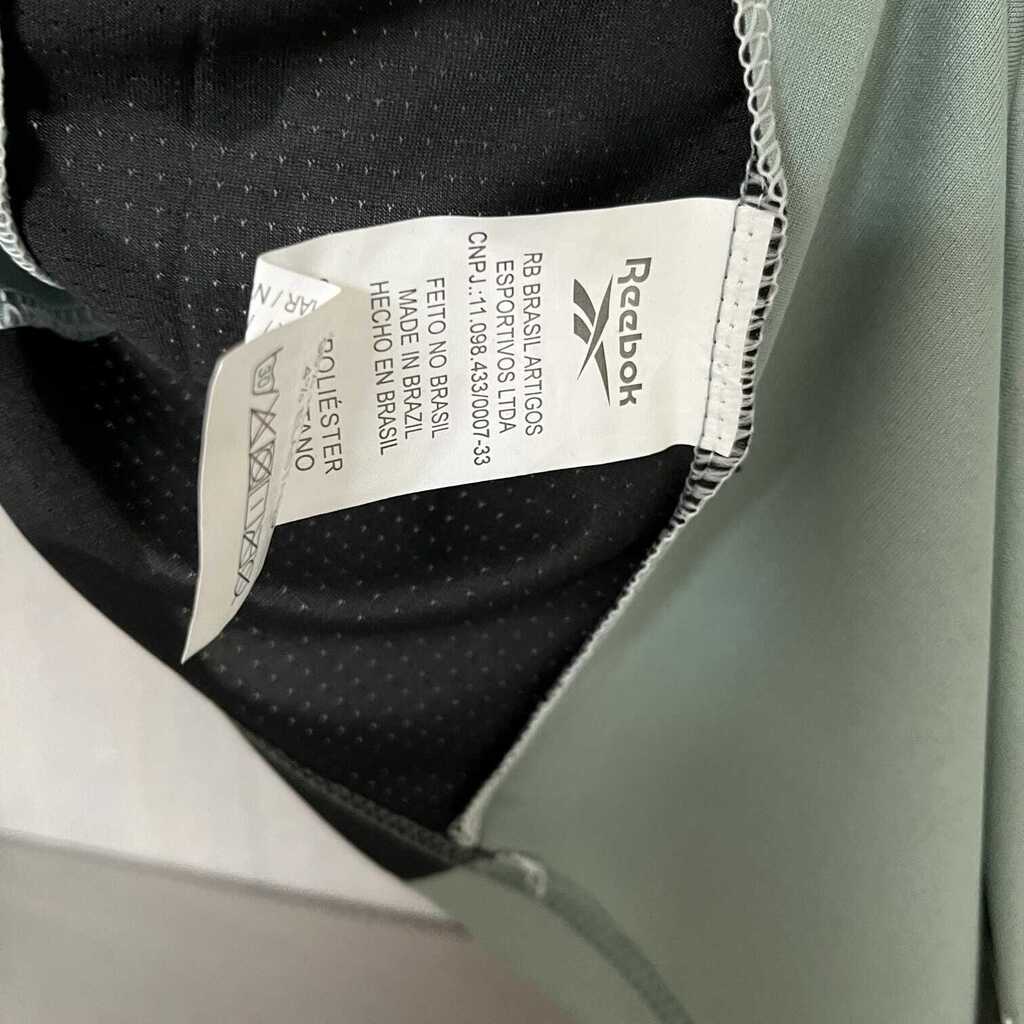 Reebok
RB BRASIL ARTIGOS
ESPORTIVOS LTDA
CNPJ.:11.098.433/0007-33
FEITO NO BRASIL
MADE IN BRAZIL
HECHO EN BRASIL
POLIÉSTER
30